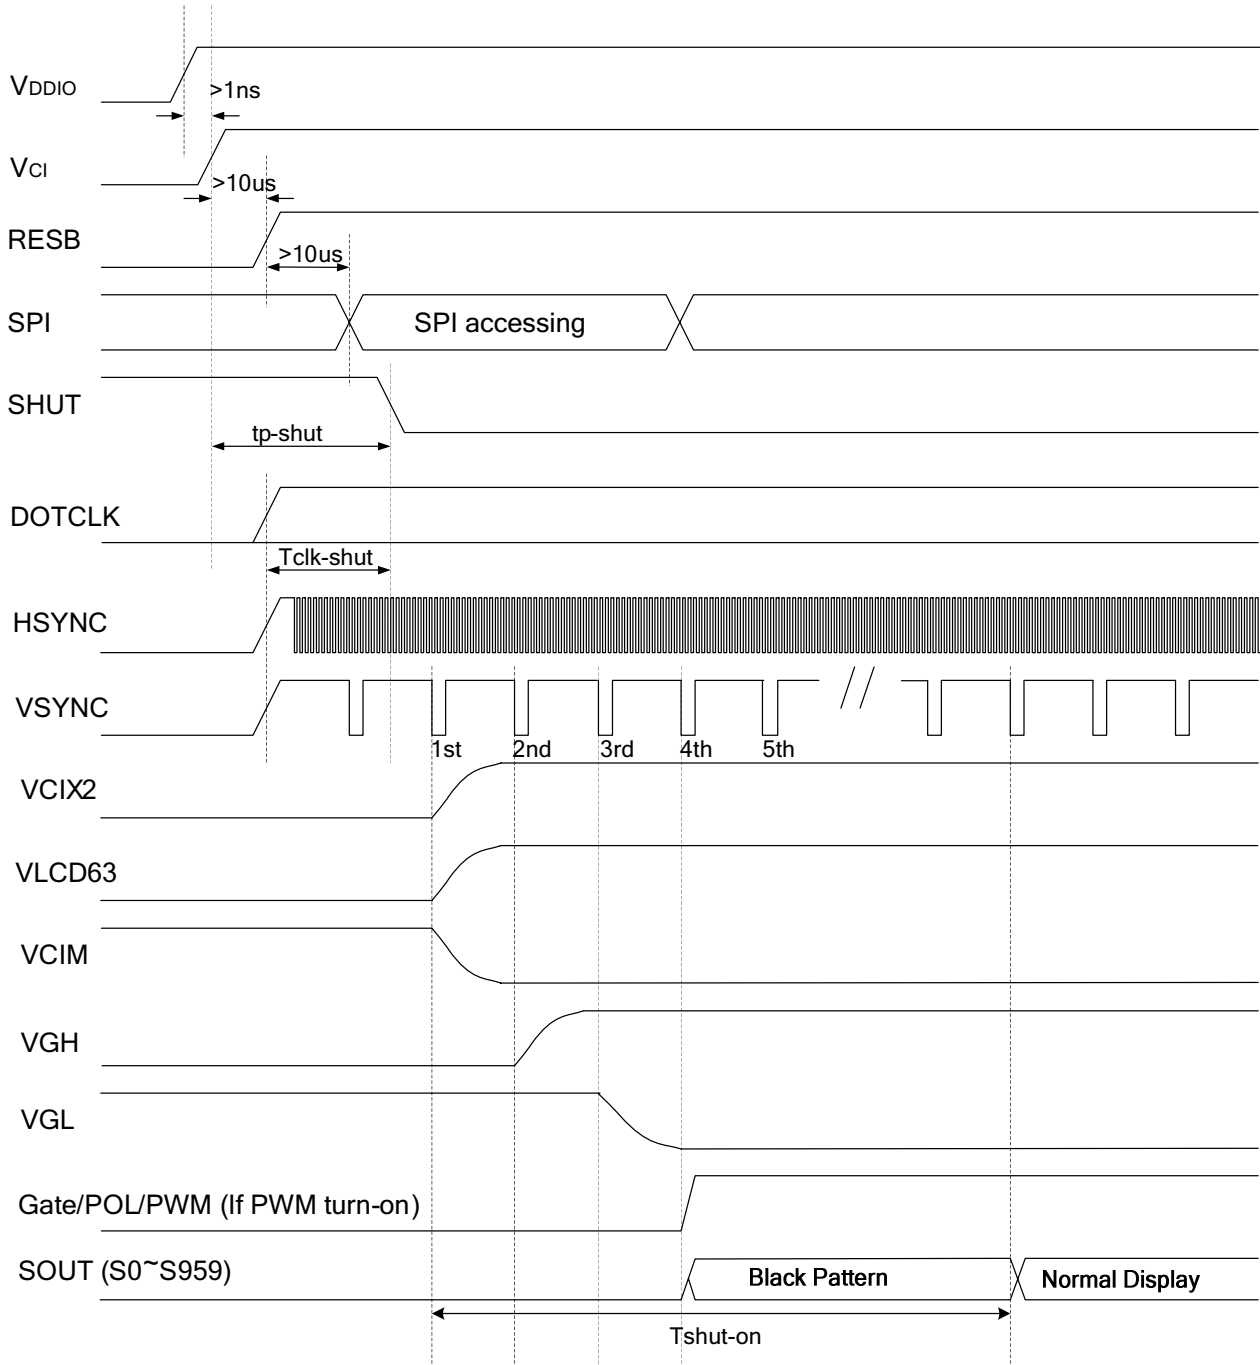 VDDIO
>1ns
VCI
>10us
RESB
>10us
SPI
SPI accessing
SHUT
tp-shut
DOTCLK
Tclk-shut
HSYNC
VSYNC
1st 2nd 3rd 4th 5th
VCIX2
VLCD63
VCIM
VGH
VGL
Gate/POL/PWM (If PWM turn-on)
SOUT (S0~S959)
Black Pattern
Normal Display
Tshut-on